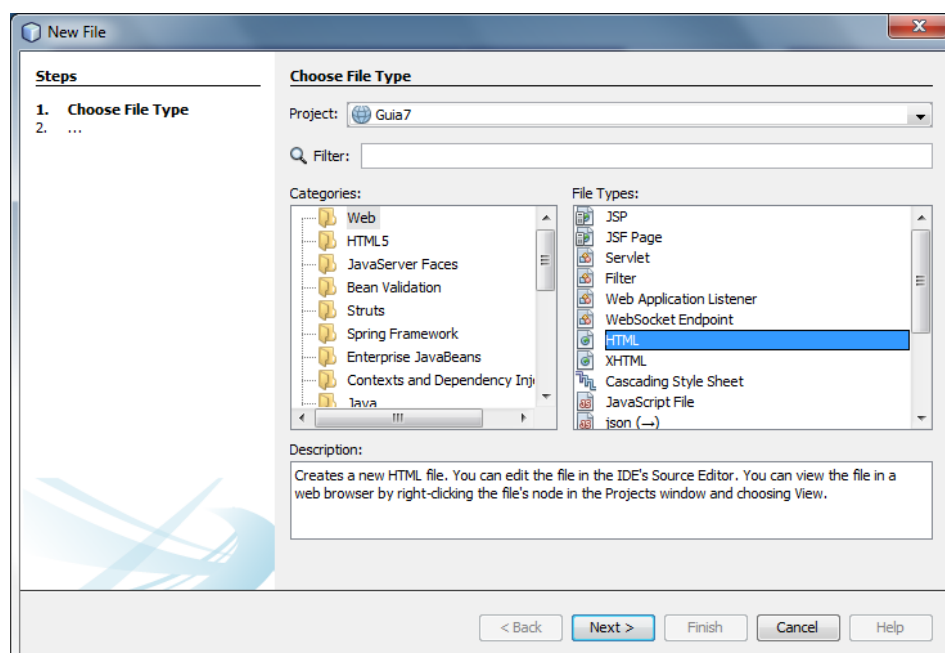 New File
Steps
1. Choose File Type
2. ...
Choose File Type
Project: Guia7
Filter:
Categories:
Web
HTML5
JavaServer Faces
Bean Validation
Struts
Spring Framework
Enterprise JavaBeans
Contexts and Dependency Inj
Java
File Types:
JSP
JSF Page
Servlet
Filter
Web Application Listener
WebSocket Endpoint
HTML
XHTML
Cascading Style Sheet
JavaScript File
json (→)
Description:
Creates a new HTML file. You can edit the file in the IDE's Source Editor. You can view the file in a
web browser by right-clicking the file's node in the Projects window and choosing View.
< Back
Next >
Finish
Cancel
Help